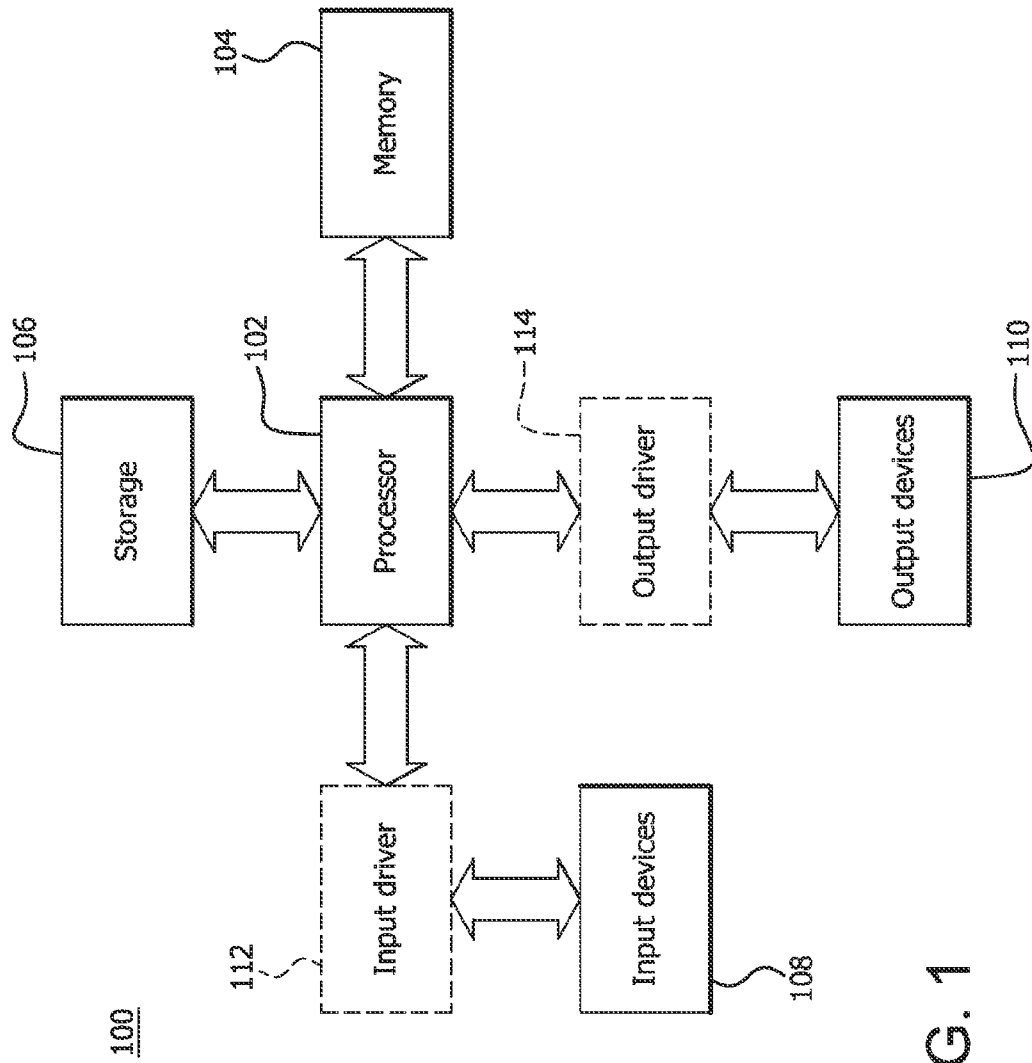 100
106
Storage
102
Processor
104
Memory
112
Input driver
114
Output driver
108
Input devices
110
Output devices
G. 1